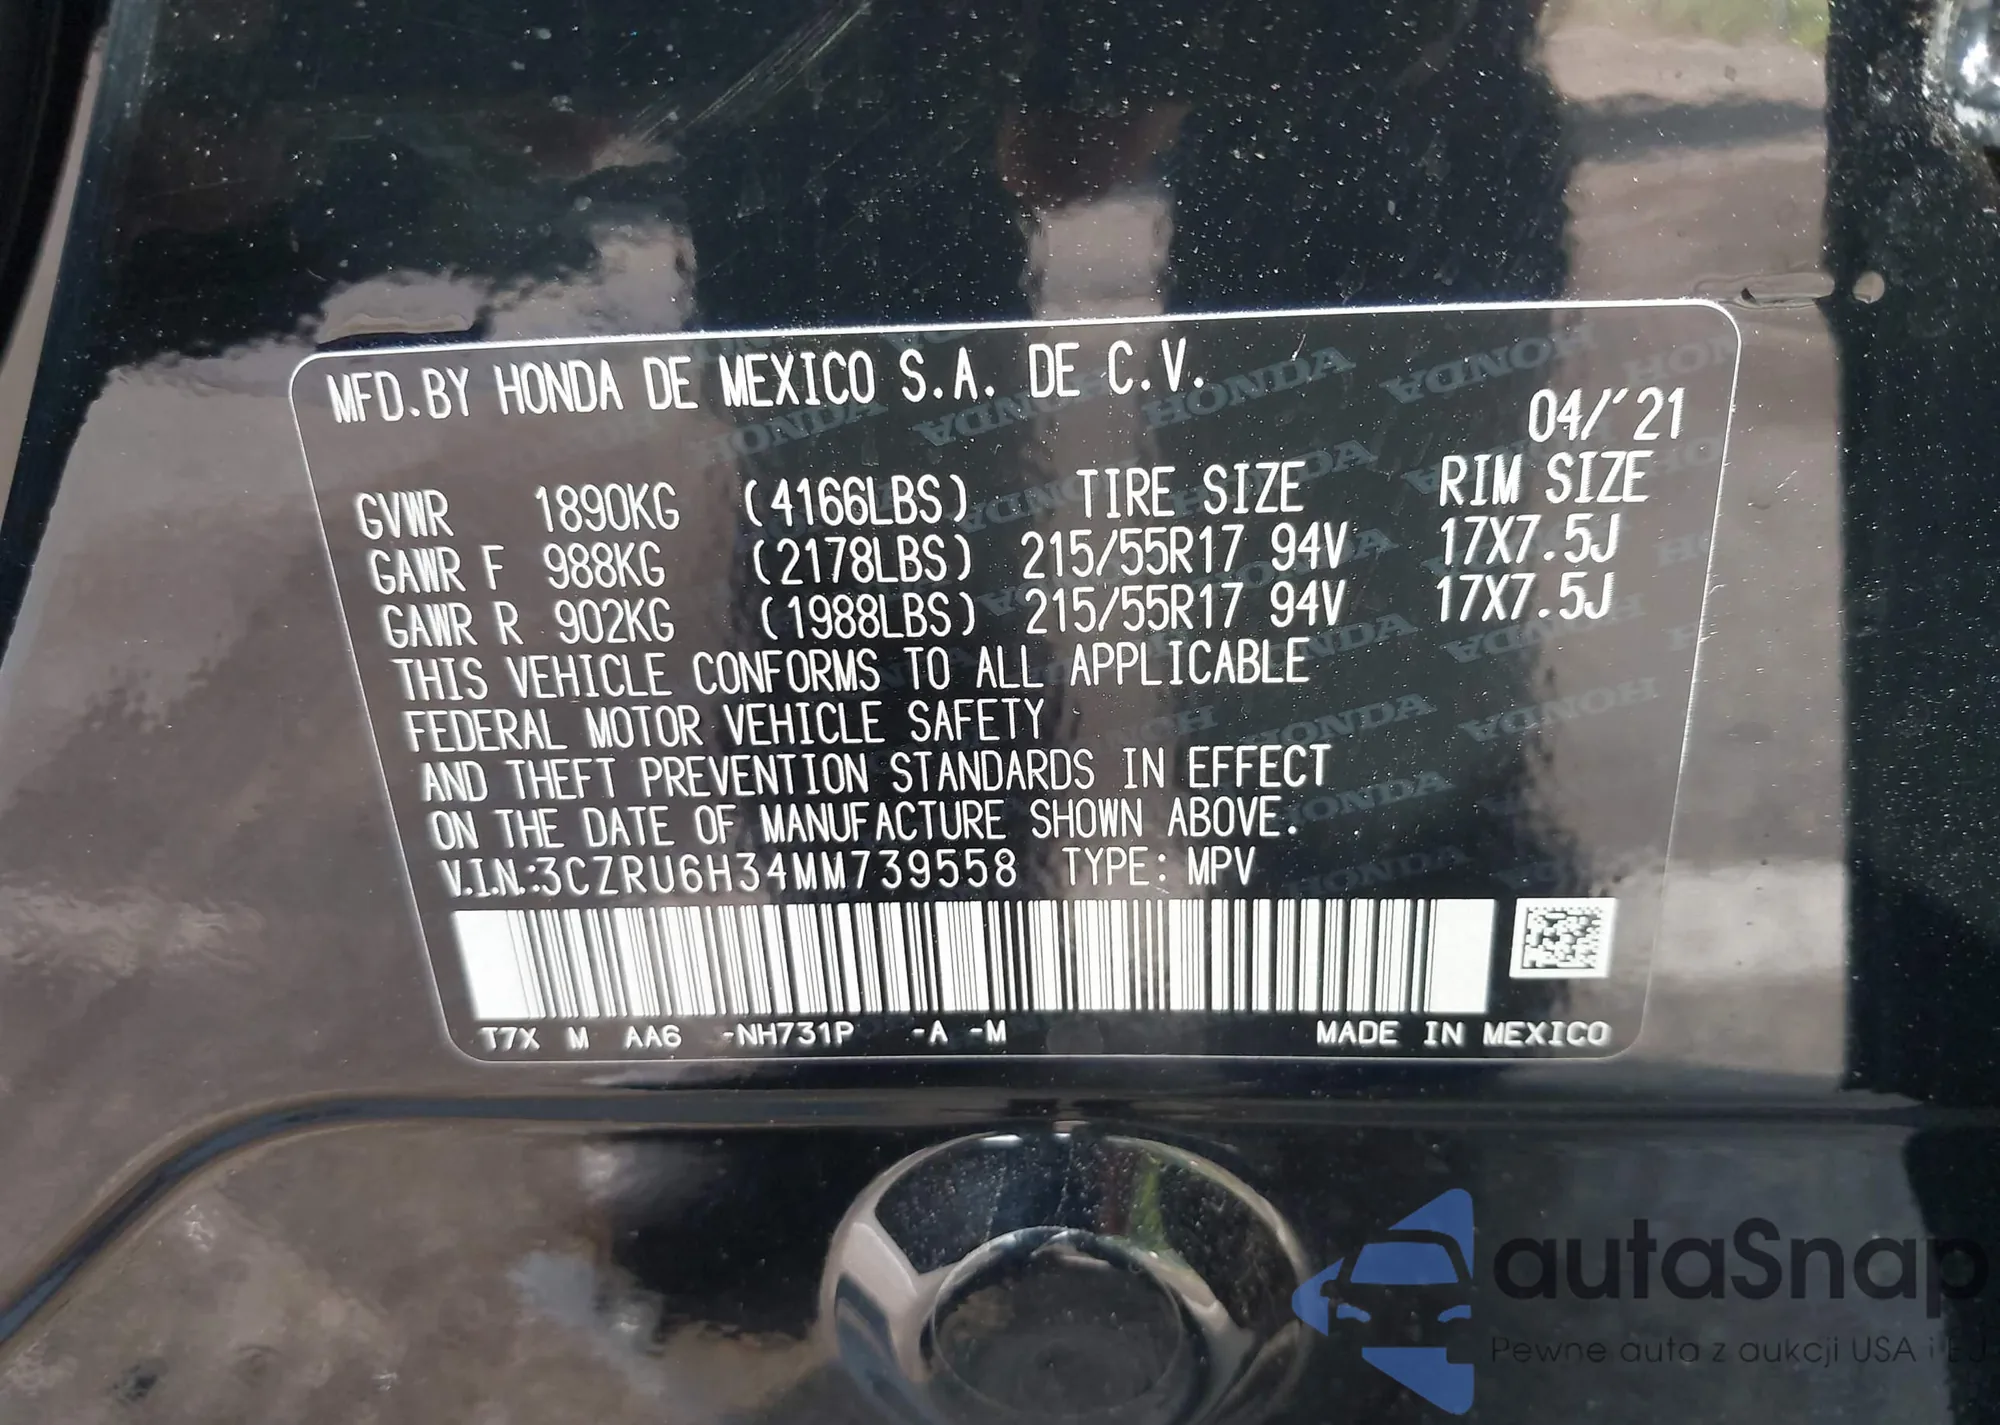 MFD.BY HONDA DE MEXICO S.A. DE C.V.
04/'21
GVWR 1890KG (4166LBS) TIRE SIZE RIM SIZE
GAWR F 988KG (2178LBS) 215/55R17 94V 17X7.5J
GAWR R 902KG (1988LBS) 215/55R17 94V 17X7.5J
THIS VEHICLE CONFORMS TO ALL APPLICABLE
FEDERAL MOTOR VEHICLE SAFETY
AND THEFT PREVENTION STANDARDS IN EFFECT
ON THE DATE OF MANUFACTURE SHOWN ABOVE.
V.I.N.:3CZRU6H34MM739558 TYPE: MPV
T7X M AA6 -NH731P -A -M MADE IN MEXICO
autaSnap
Pewne auta z aukcji USA i